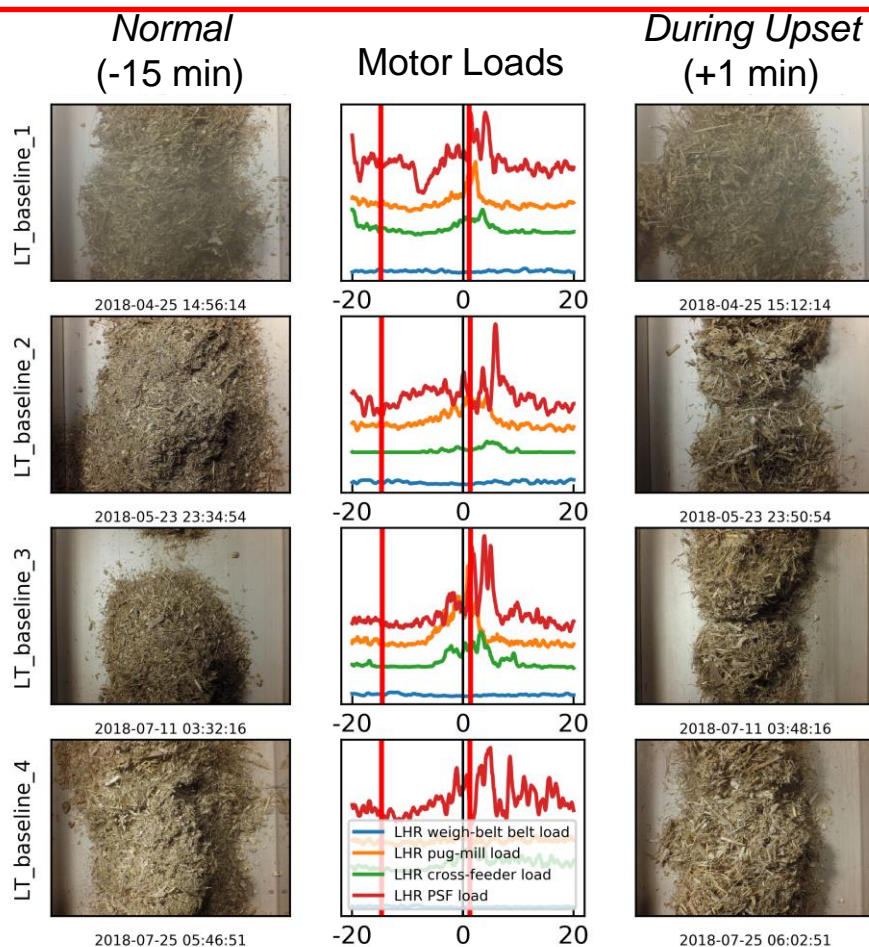 Normal
(-15 min)
Motor Loads
During Upset
(+1 min)
LT_baseline_1
-20 0 20
2018-04-25 14:56:14
2018-04-25 15:12:14
LT_baseline_2
-20 0 20
2018-05-23 23:34:54
2018-05-23 23:50:54
LT_baseline_3
-20 0 20
2018-07-11 03:32:16
2018-07-11 03:48:16
LT_baseline_4
LHR weigh-belt belt load
LHR pug-mill load
LHR cross-feeder load
LHR PSF load
-20 0 20
2018-07-25 05:46:51
2018-07-25 06:02:51